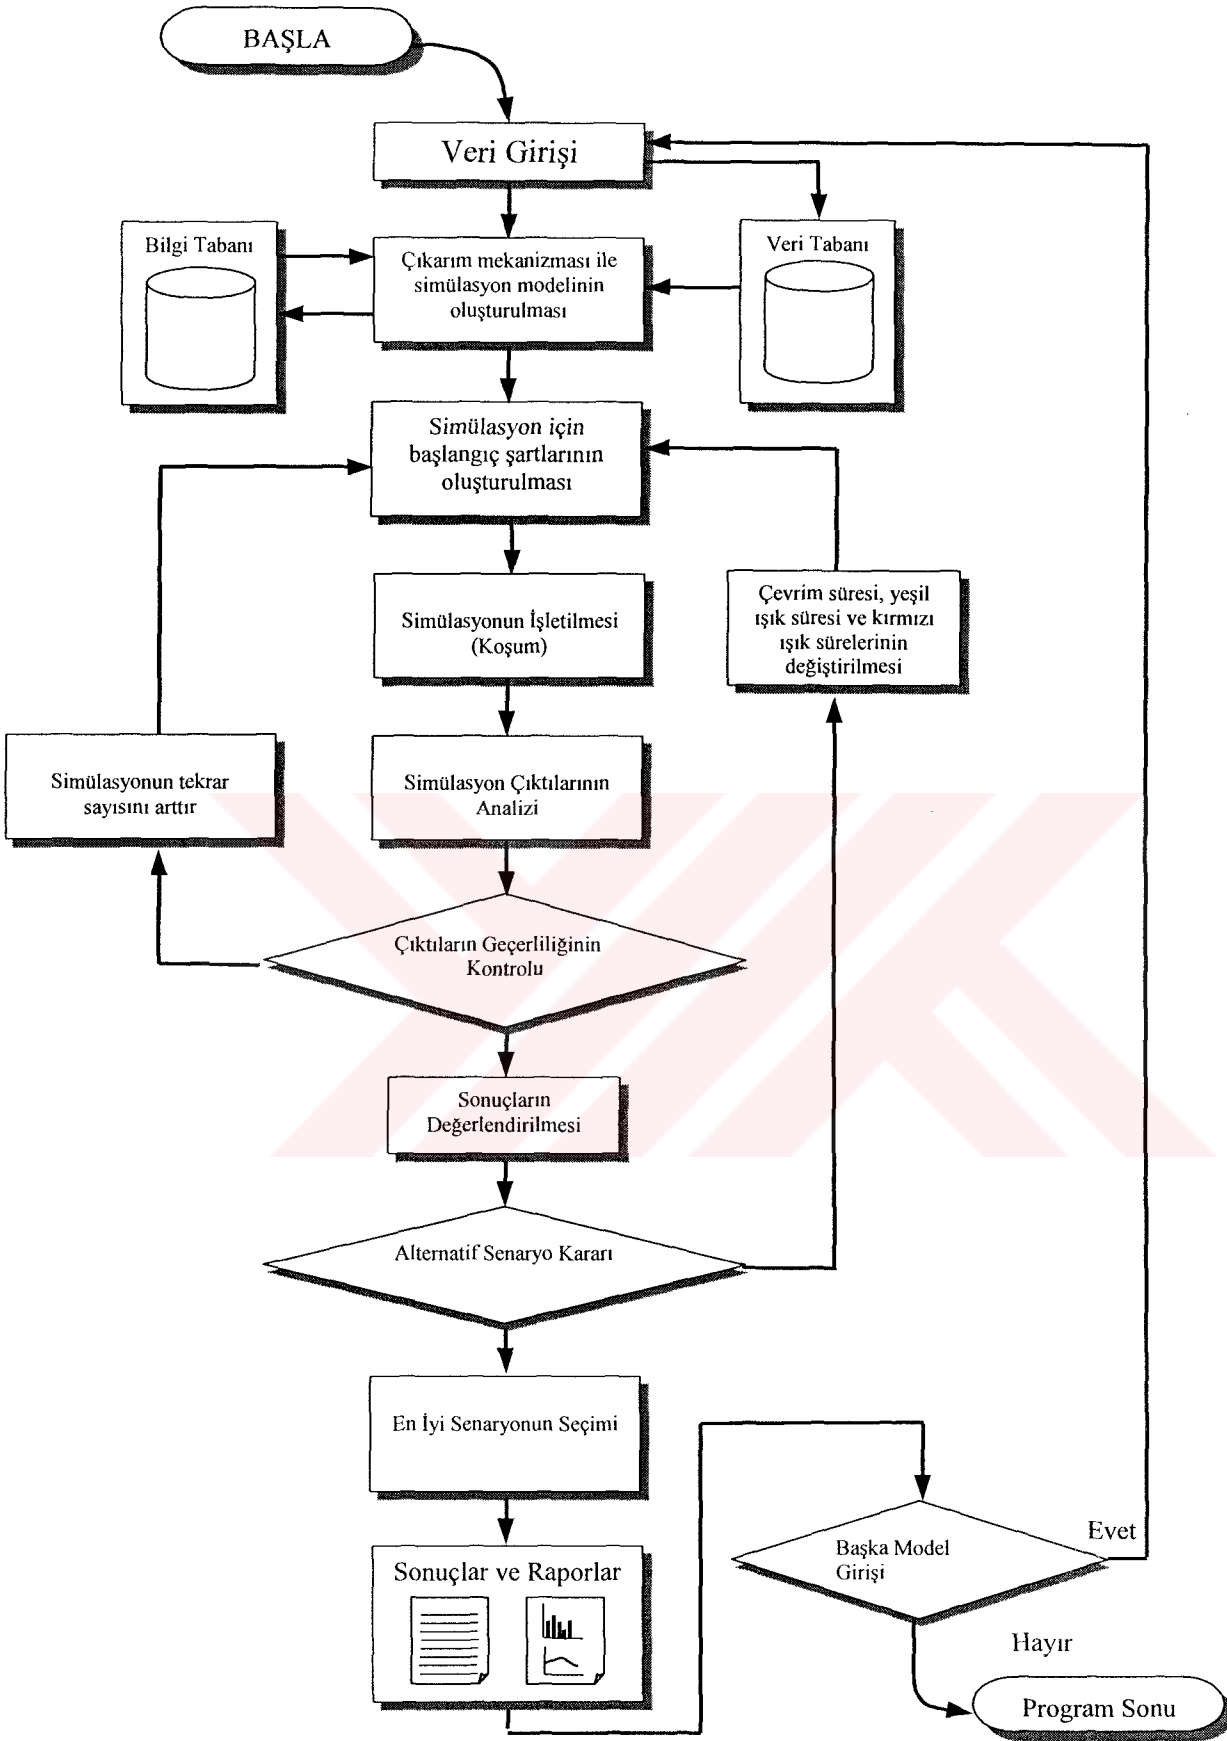 BAŞLA
Veri Girişi
Bilgi Tabanı
Çıkarım mekanizması ile
simülasyon modelinin
oluşturulması
Veri Tabanı
Simülasyon için
başlangıç şartlarının
oluşturulması
Simülasyonun İşletilmesi
(Koşum)
Çevrim süresi, yeşil
ışık süresi ve kırmızı
ışık sürelerinin
değiştirilmesi
Simülasyonun tekrar
sayısını arttır
Simülasyon Çıktılarının
Analizi
Çıktıların Geçerliliğinin
Kontrolu
Sonuçların
Değerlendirilmesi
Alternatif Senaryo Kararı
En İyi Senaryonun Seçimi
Sonuçlar ve Raporlar
Başka Model
Girişi
Evet
Hayır
Program Sonu